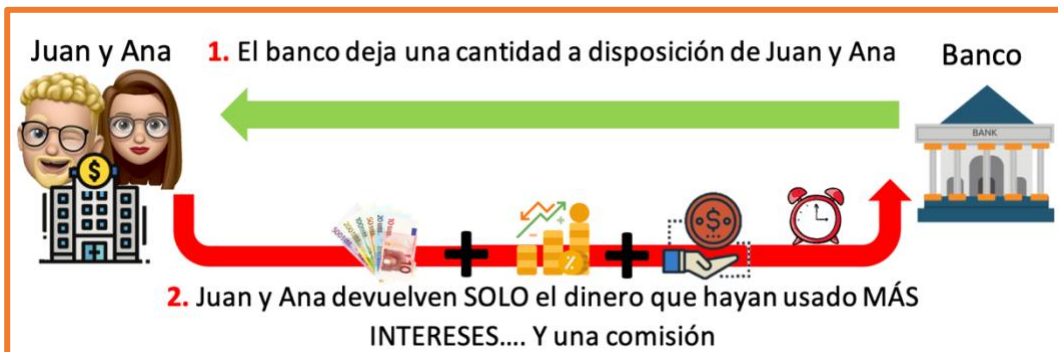 Juan y Ana
1. El banco deja una cantidad a disposición de Juan y Ana
Banco
BANK
2. Juan y Ana devuelven SOLO el dinero que hayan usado MÁS
INTERESES.... Y una comisión